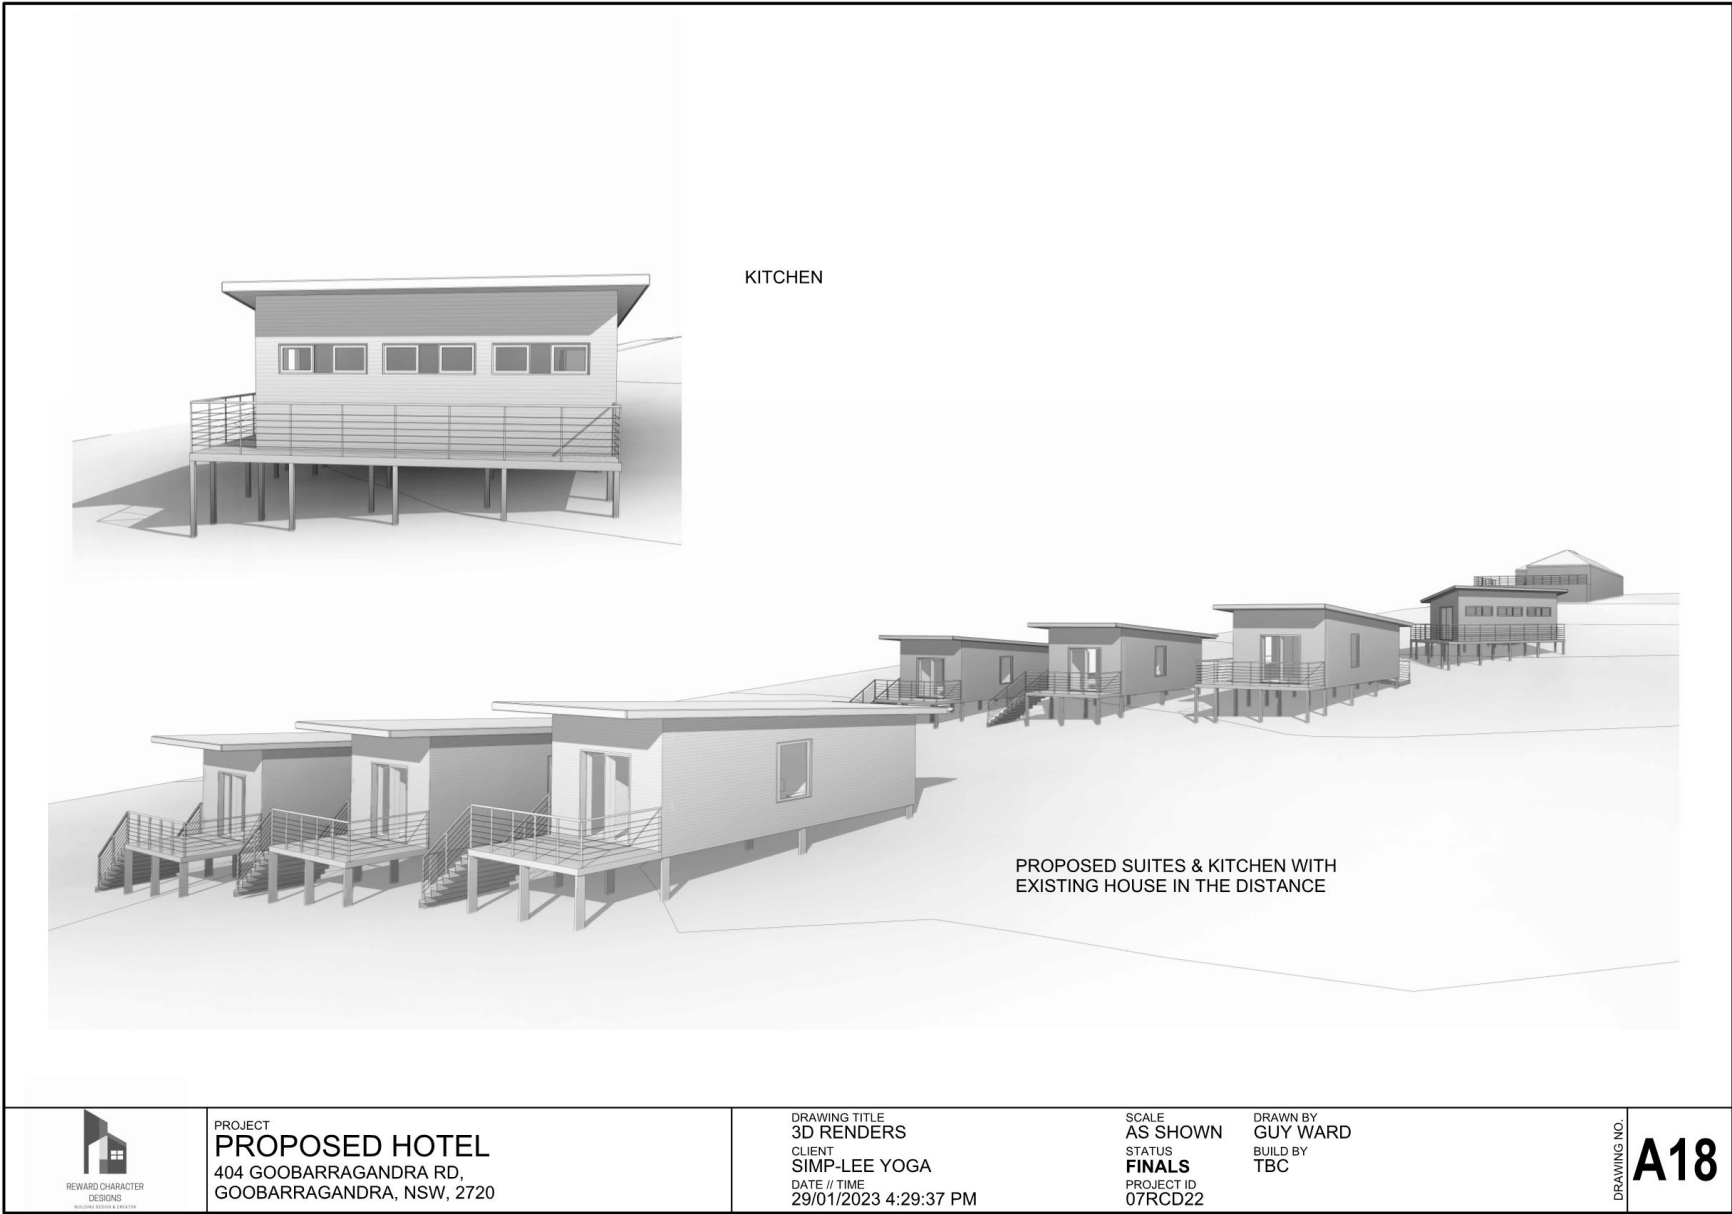 KITCHEN
PROPOSED SUITES & KITCHEN WITH
EXISTING HOUSE IN THE DISTANCE
REWARD CHARACTER
DESIGNS
BUILDING DESIGN & CREATOR
PROJECT
PROPOSED HOTEL
404 GOOBARRAGANDRA RD,
GOOBARRAGANDRA, NSW, 2720
DRAWING TITLE
3D RENDERS
CLIENT
SIMP-LEE YOGA
DATE // TIME
29/01/2023 4:29:37 PM
SCALE
AS SHOWN
STATUS
FINALS
PROJECT ID
07RCD22
DRAWN BY
GUY WARD
BUILD BY
TBC
DRAWING NO.
A18